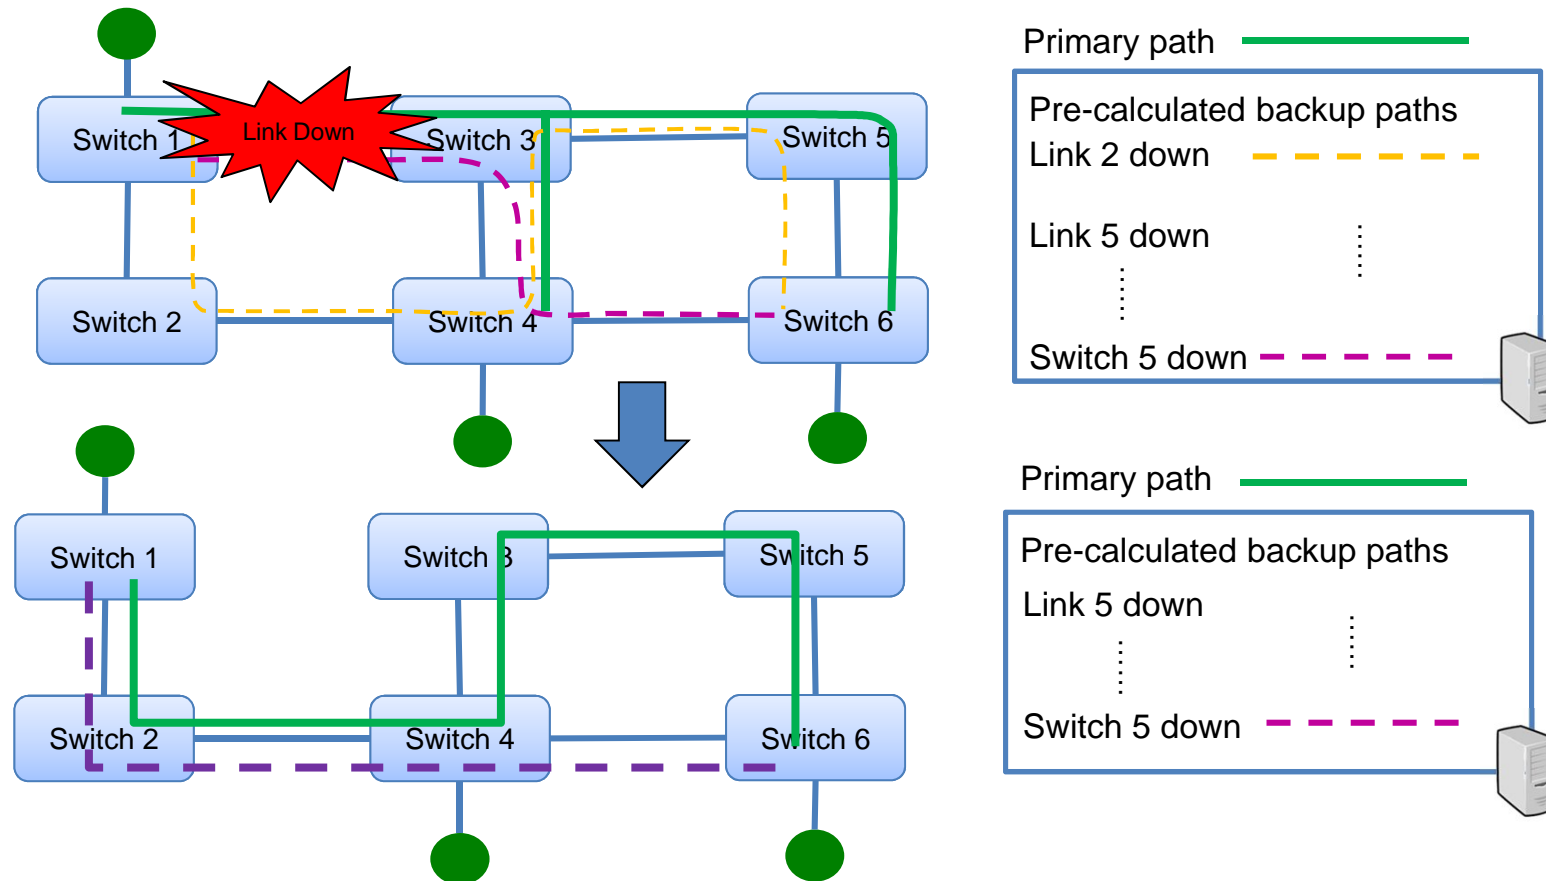 Primary path
Pre-calculated backup paths
Link 2 down
Link 5 down
Switch 5 down
Link Down
Switch 1
Switch 3
Switch 5
Switch 2
Switch 4
Switch 6
Primary path
Pre-calculated backup paths
Link 5 down
Switch 5 down
Switch 1
Switch 3
Switch 5
Switch 2
Switch 4
Switch 6